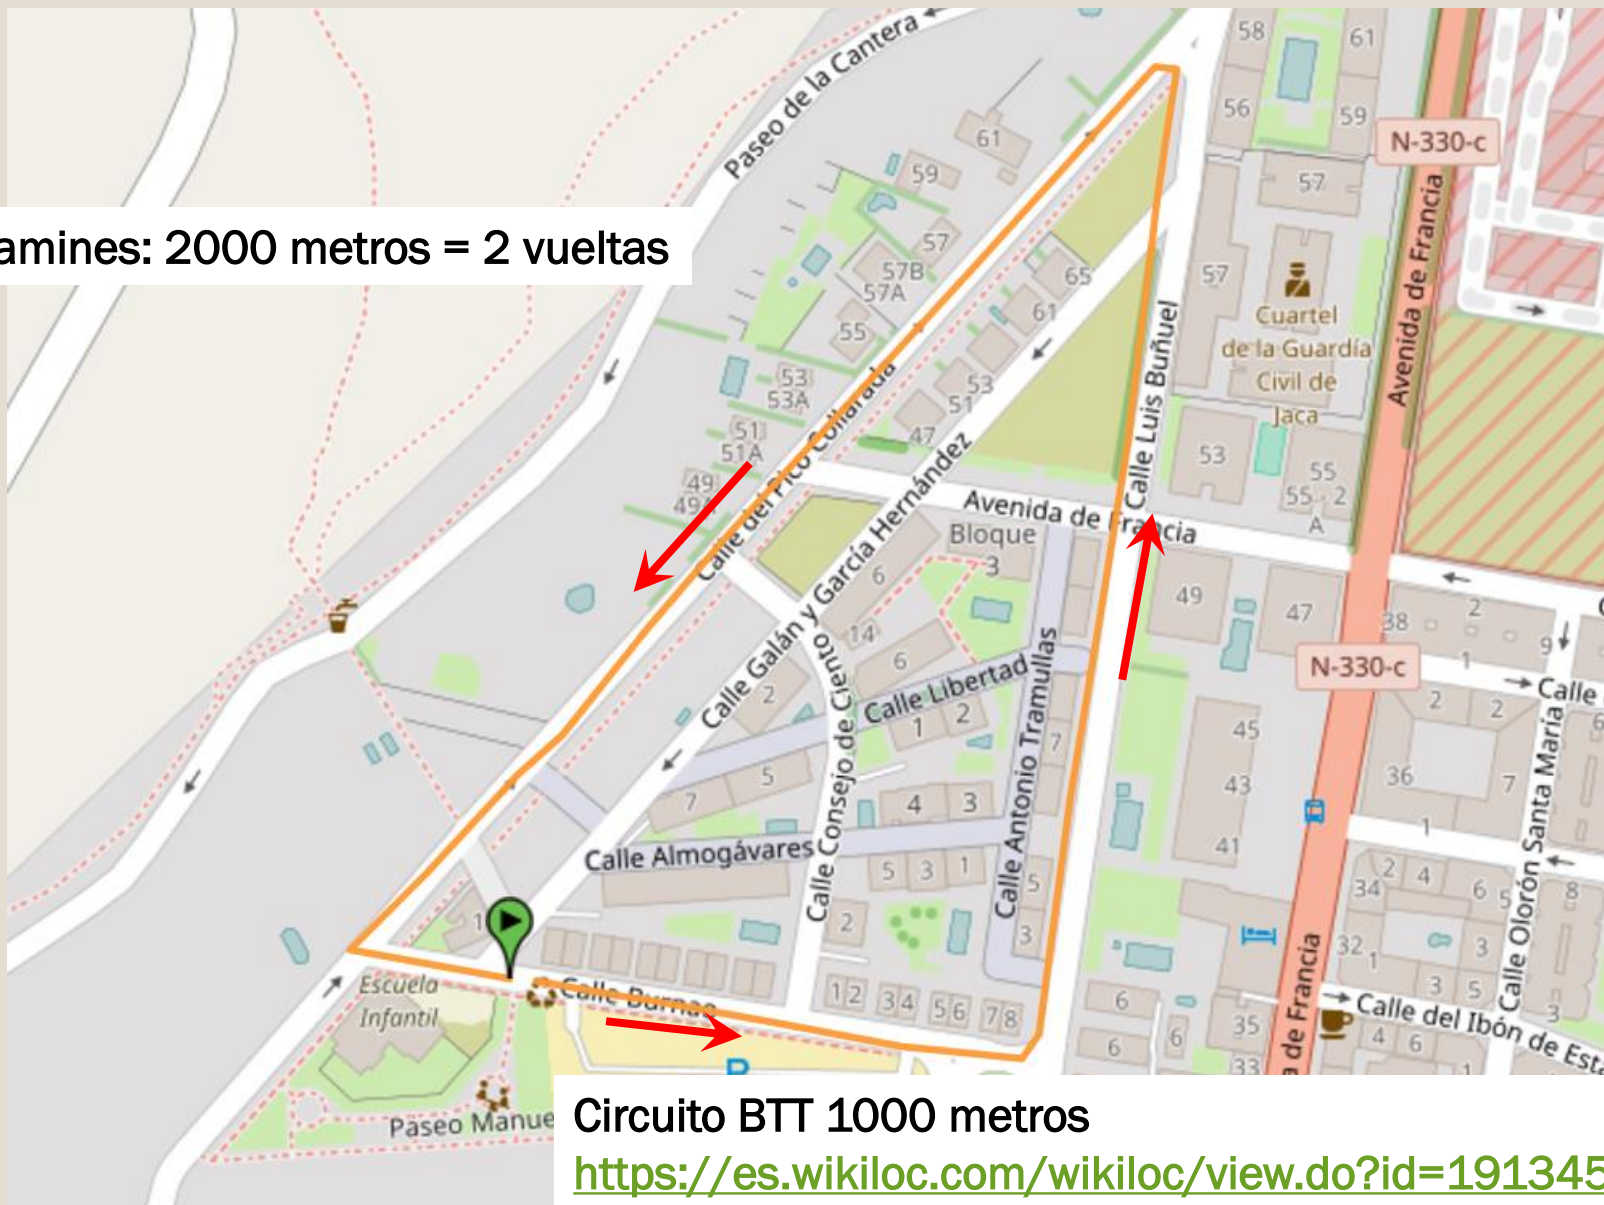 amines: 2000 metros = 2 vueltas
Paseo de la Cantera
58
61
56
59
N-330-c
61
59
57
57
57B
57A
65
57
61
55
Cuartel
de la Guardía
Civil de
Jaca
Avenida de Francia
53
53A
53
51
47
51
51A
49
Calle del Pico Collarada
Calle Luis Buñuel
53
55
55 - 2
A
Avenida de Francia
Bloque
3
Calle Galán y García Hernández
6
14
6
49
47
38
2
1
9
N-330-c
Calle
2
Calle Libertad
1
2
Calle Antonio Tramullas
7
45
2
2
Calle Olorón Santa María
6
5
7
4
3
43
36
7
1
Calle Almogávares
Calle Consejo de Ciento
5
3
1
5
41
2
4
6
5
8
34
1
2
3
32
1
3
Escuela
Infantil
Calle Burnao
1 2
3 4
5 6
7 8
6
6
6
35
33
3
5
3
Calle del Ibón de Esta
4
6
1
a de Francia
P
Paseo Manue
Circuito BTT 1000 metros
https://es.wikiloc.com/wikiloc/view.do?id=191345